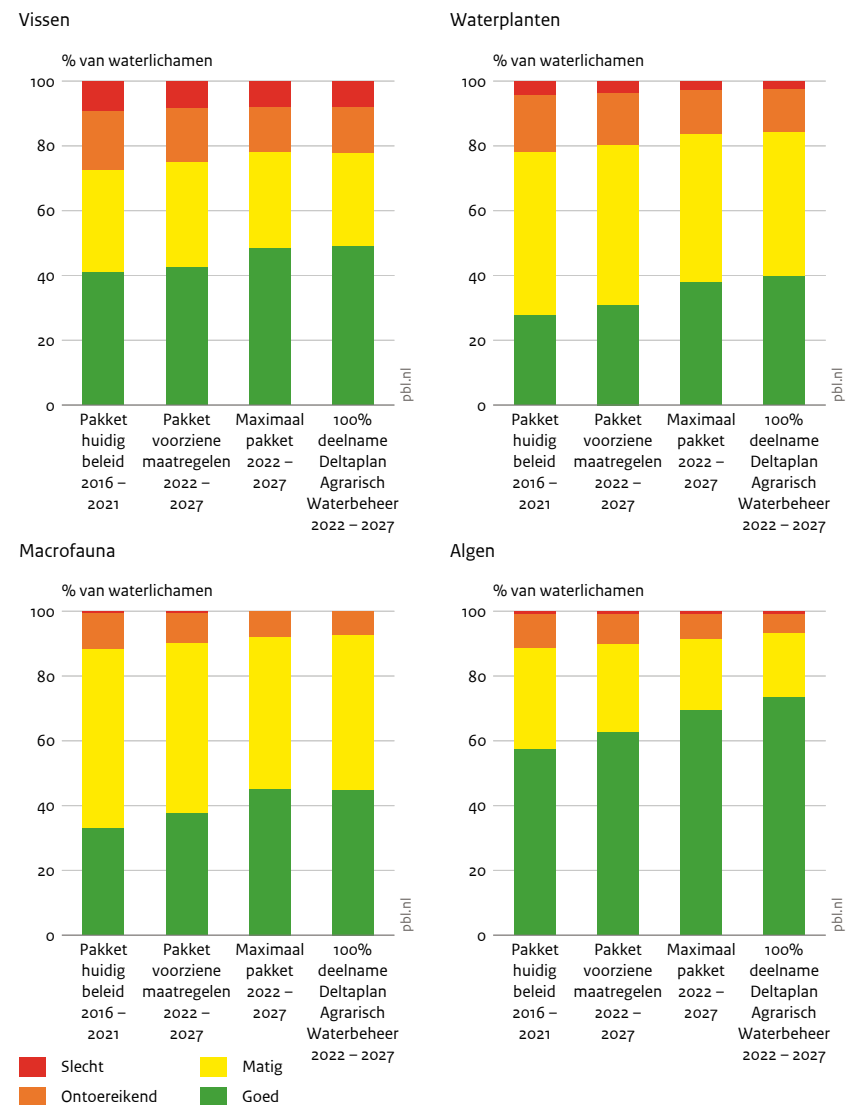 Vissen
% van waterlichamen
100
80
60
40
20
0
Pakket huidig beleid 2016 – 2021
Pakket voorziene maatregelen 2022 – 2027
Maximaal pakket 2022 – 2027
100% deelname Deltaplan Agrarisch Waterbeheer 2022 – 2027
pbl.nl
Waterplanten
% van waterlichamen
100
80
60
40
20
0
Pakket huidig beleid 2016 – 2021
Pakket voorziene maatregelen 2022 – 2027
Maximaal pakket 2022 – 2027
100% deelname Deltaplan Agrarisch Waterbeheer 2022 – 2027
pbl.nl
Macrofauna
% van waterlichamen
100
80
60
40
20
0
Pakket huidig beleid 2016 – 2021
Pakket voorziene maatregelen 2022 – 2027
Maximaal pakket 2022 – 2027
100% deelname Deltaplan Agrarisch Waterbeheer 2022 – 2027
pbl.nl
Algen
% van waterlichamen
100
80
60
40
20
0
Pakket huidig beleid 2016 – 2021
Pakket voorziene maatregelen 2022 – 2027
Maximaal pakket 2022 – 2027
100% deelname Deltaplan Agrarisch Waterbeheer 2022 – 2027
pbl.nl
Slecht
Ontoereikend
Matig
Goed